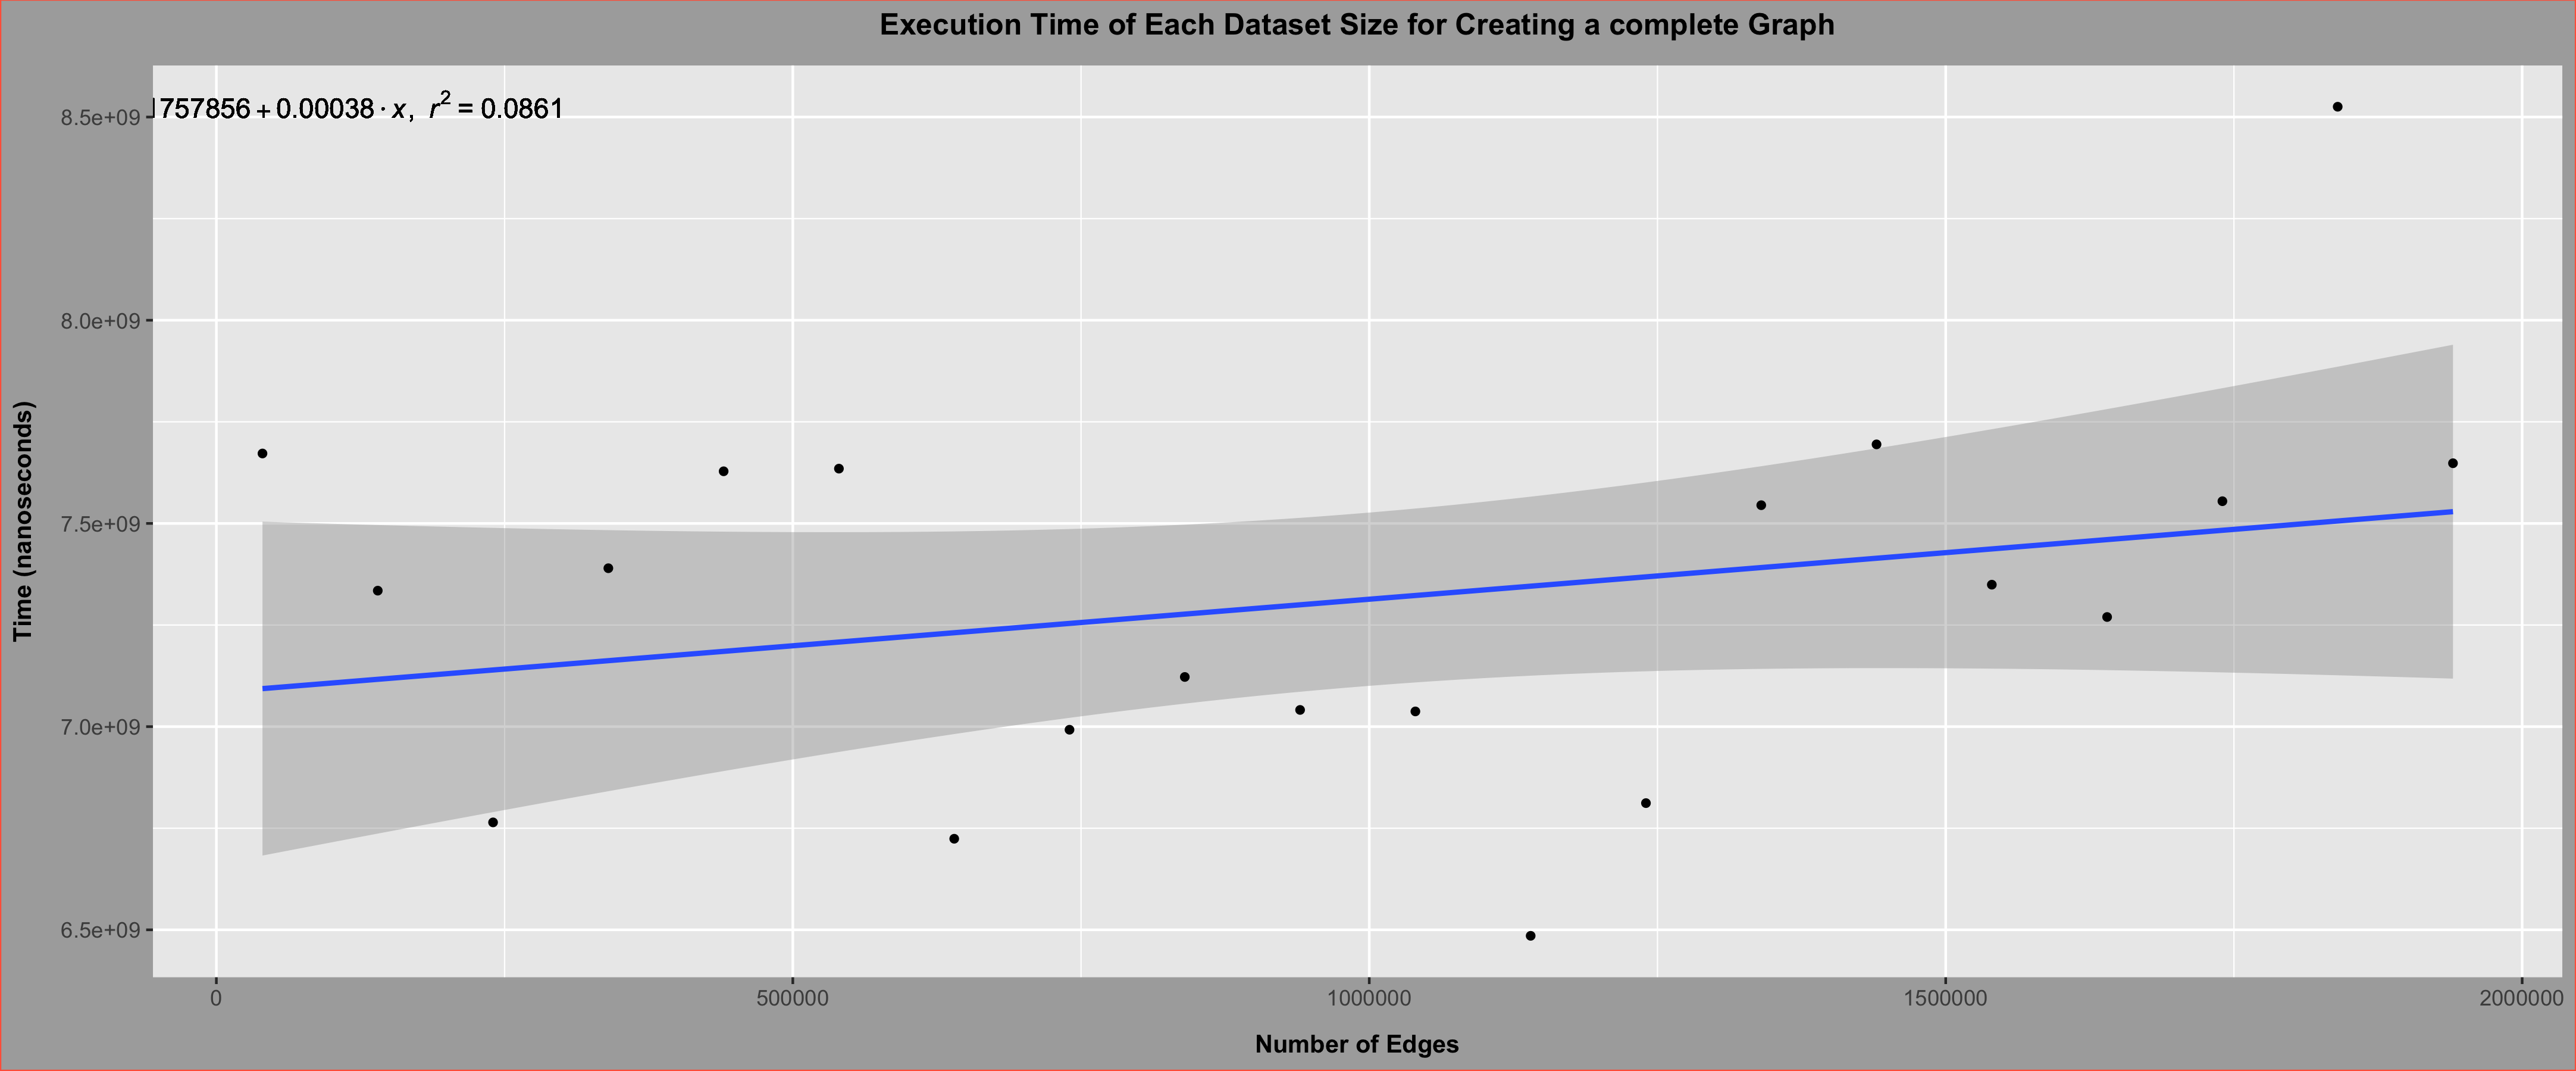 Execution Time of Each Dataset Size for Creating a complete Graph
757856 + 0.00038 · x, r² = 0.0861
8.5e+09
8.0e+09
7.5e+09
7.0e+09
6.5e+09
Time (nanoseconds)
0 500000 1000000 1500000 2000000
Number of Edges